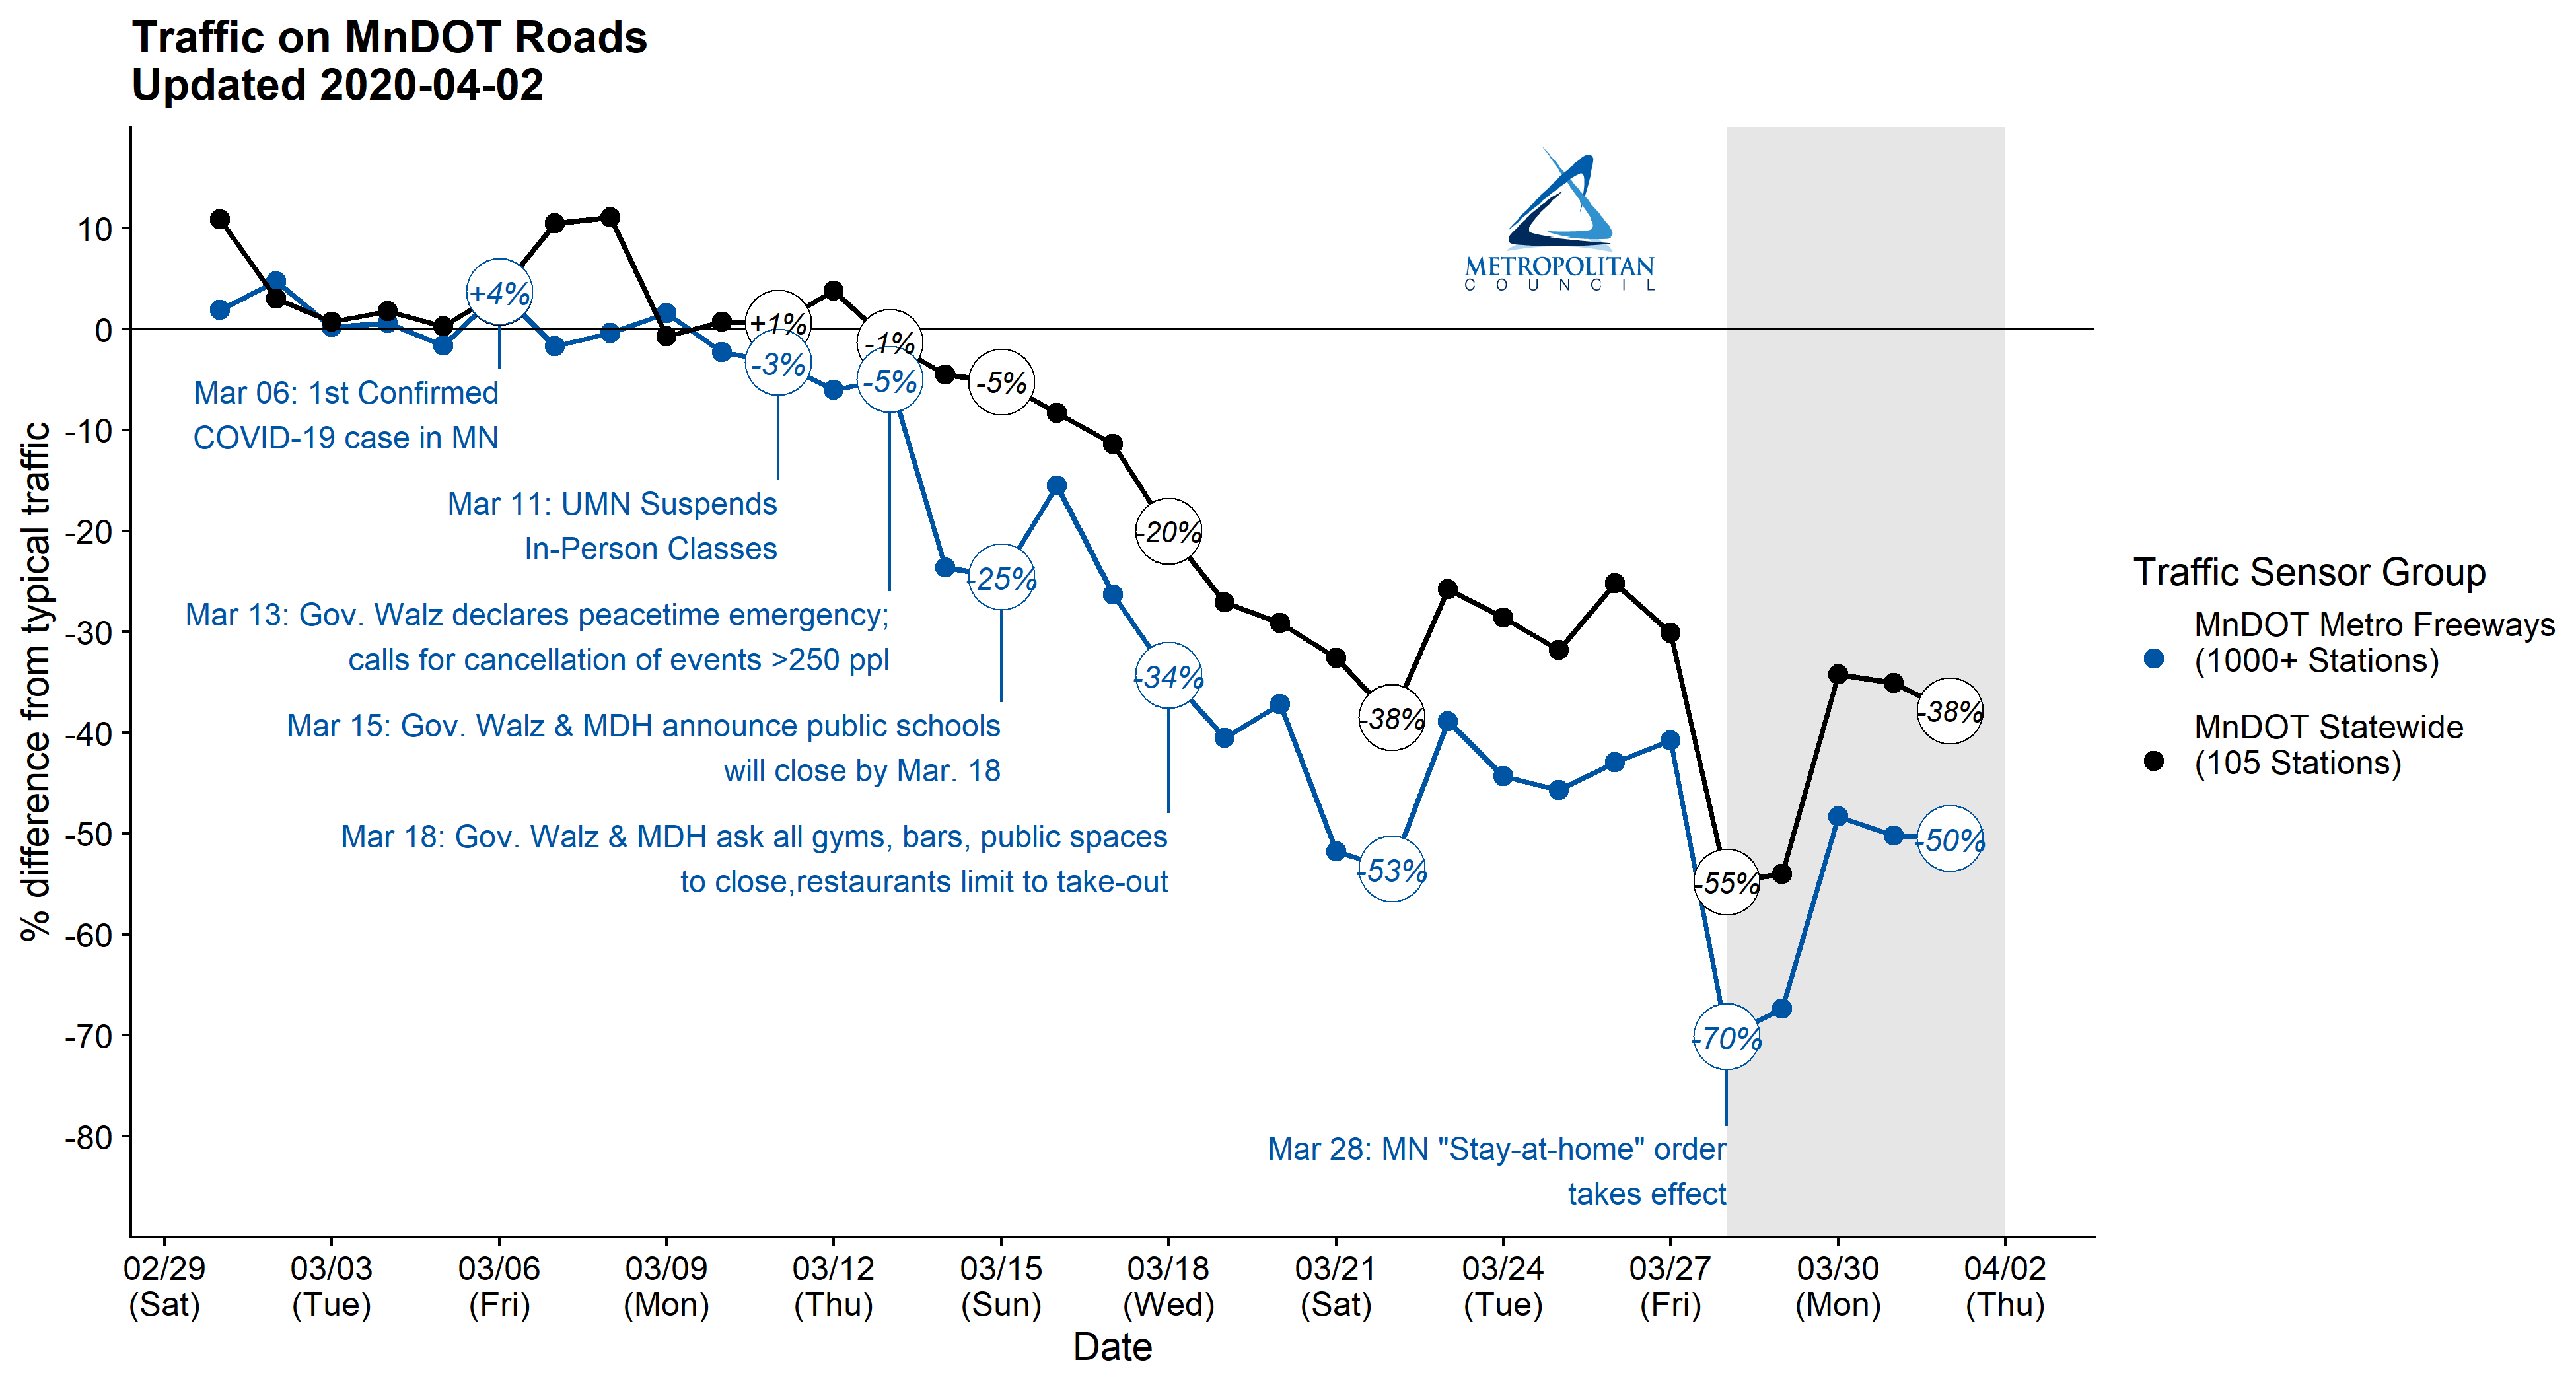 Traffic on MnDOT Roads
Updated 2020-04-02
METROPOLITAN
COUNCIL
% difference from typical traffic
10
0
-10
-20
-30
-40
-50
-60
-70
-80
+4%
+1%
-3%
-1%
-5%
-5%
-25%
-20%
-34%
-38%
-53%
-55%
-70%
-38%
-50%
Mar 06: 1st Confirmed
COVID-19 case in MN
Mar 11: UMN Suspends
In-Person Classes
Mar 13: Gov. Walz declares peacetime emergency;
calls for cancellation of events >250 ppl
Mar 15: Gov. Walz & MDH announce public schools
will close by Mar. 18
Mar 18: Gov. Walz & MDH ask all gyms, bars, public spaces
to close,restaurants limit to take-out
Mar 28: MN "Stay-at-home" order
takes effect
02/29 03/03 03/06 03/09 03/12 03/15 03/18 03/21 03/24 03/27 03/30 04/02
(Sat) (Tue) (Fri) (Mon) (Thu) (Sun) (Wed) (Sat) (Tue) (Fri) (Mon) (Thu)
Date
Traffic Sensor Group
MnDOT Metro Freeways
(1000+ Stations)
MnDOT Statewide
(105 Stations)